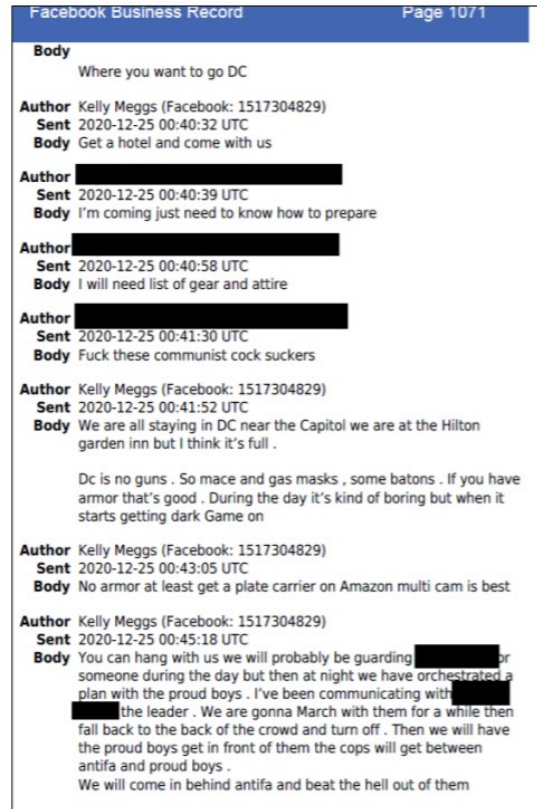 Facebook Business Record Page 1071
Body
Where you want to go DC
Author Kelly Meggs (Facebook: 1517304829)
Sent 2020-12-25 00:40:32 UTC
Body Get a hotel and come with us
Author
Sent 2020-12-25 00:40:39 UTC
Body I'm coming just need to know how to prepare
Author
Sent 2020-12-25 00:40:58 UTC
Body I will need list of gear and attire
Author
Sent 2020-12-25 00:41:30 UTC
Body Fuck these communist cock suckers
Author Kelly Meggs (Facebook: 1517304829)
Sent 2020-12-25 00:41:52 UTC
Body We are all staying in DC near the Capitol we are at the Hilton
garden inn but I think it's full .
Dc is no guns . So mace and gas masks , some batons . If you have
armor that's good . During the day it's kind of boring but when it
starts getting dark Game on
Author Kelly Meggs (Facebook: 1517304829)
Sent 2020-12-25 00:43:05 UTC
Body No armor at least get a plate carrier on Amazon multi cam is best
Author Kelly Meggs (Facebook: 1517304829)
Sent 2020-12-25 00:45:18 UTC
Body You can hang with us we will probably be guarding or
someone during the day but then at night we have orchestrated a
plan with the proud boys . I've been communicating with
the leader . We are gonna March with them for a while then
fall back to the back of the crowd and turn off . Then we will have
the proud boys get in front of them the cops will get between
antifa and proud boys .
We will come in behind antifa and beat the hell out of them